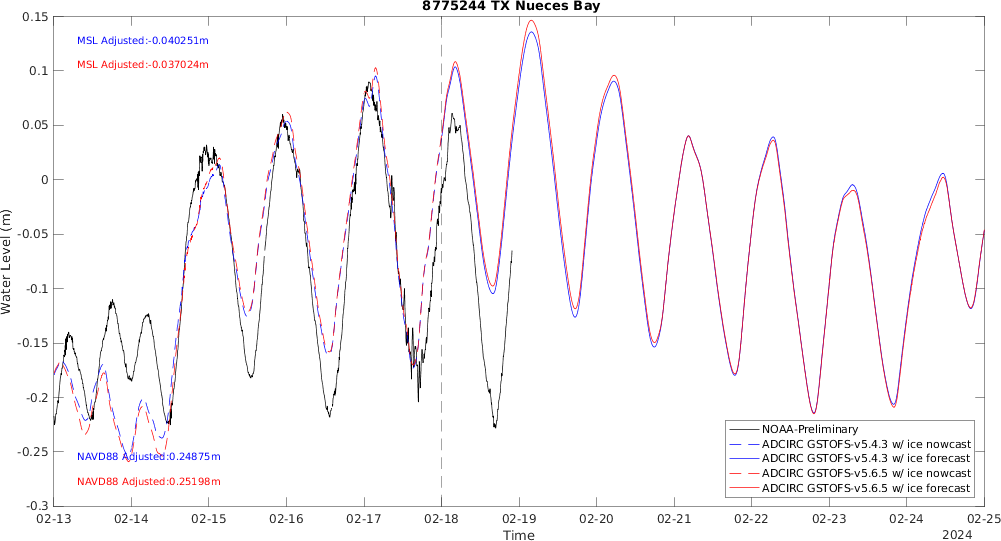 8775244 TX Nueces Bay
0.15
0.1
0.05
0
-0.05
-0.1
-0.15
-0.2
-0.25
-0.3
Water Level (m)
MSL Adjusted:-0.040251m
MSL Adjusted:-0.037024m
NAVD88 Adjusted:0.24875m
NAVD88 Adjusted:0.25198m
NOAA-Preliminary
ADCIRC GSTOFS-v5.4.3 w/ ice nowcast
ADCIRC GSTOFS-v5.4.3 w/ ice forecast
ADCIRC GSTOFS-v5.6.5 w/ ice nowcast
ADCIRC GSTOFS-v5.6.5 w/ ice forecast
02-13 02-14 02-15 02-16 02-17 02-18 02-19 02-20 02-21 02-22 02-23 02-24 02-25
Time
2024